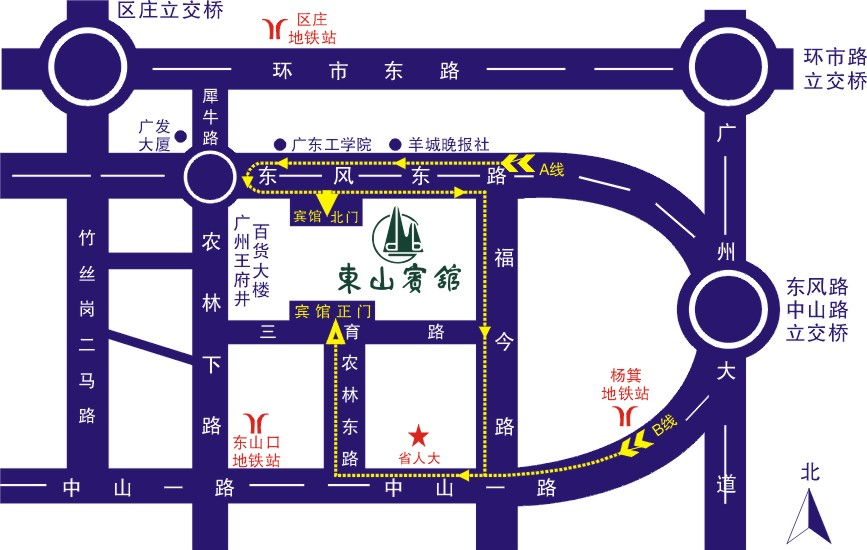 区庄立交桥
区庄
地铁站
环市东路
环市路
立交桥
犀牛路
广发
大厦
广东工学院
羊城晚报社
A线
东风东路
宾馆北门
广州大道
竹丝岗二马路
农林下路
广州王府井
百货大楼
東山賓舘
福今路
东风路
中山路
立交桥
宾馆正门
三育路
农林东路
杨箕
地铁站
B线
东山口
地铁站
省人大
中山一路
中山一路
北